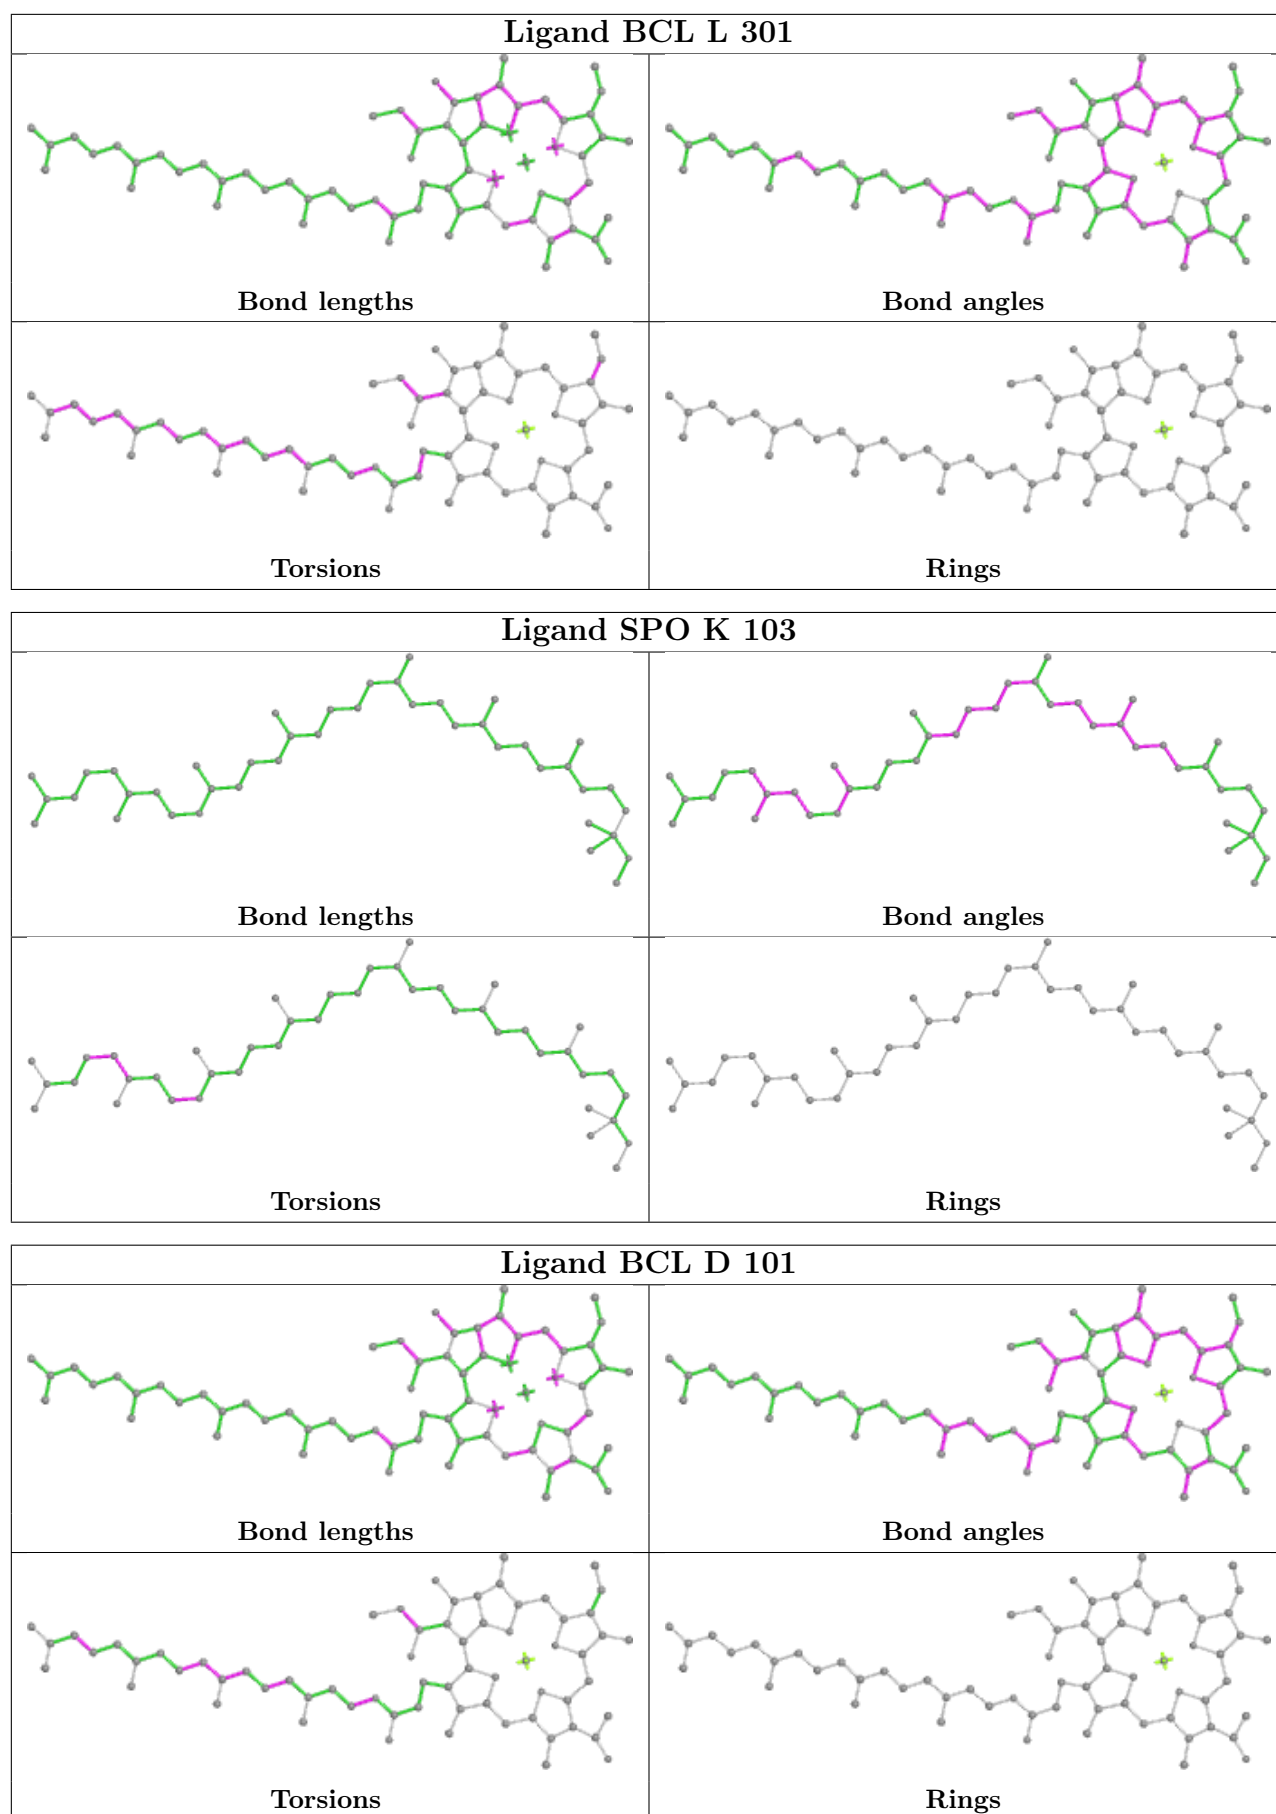 Ligand BCL L 301
Bond lengths
Bond angles
Torsions
Rings
Ligand SPO K 103
Bond lengths
Bond angles
Torsions
Rings
Ligand BCL D 101
Bond lengths
Bond angles
Torsions
Rings